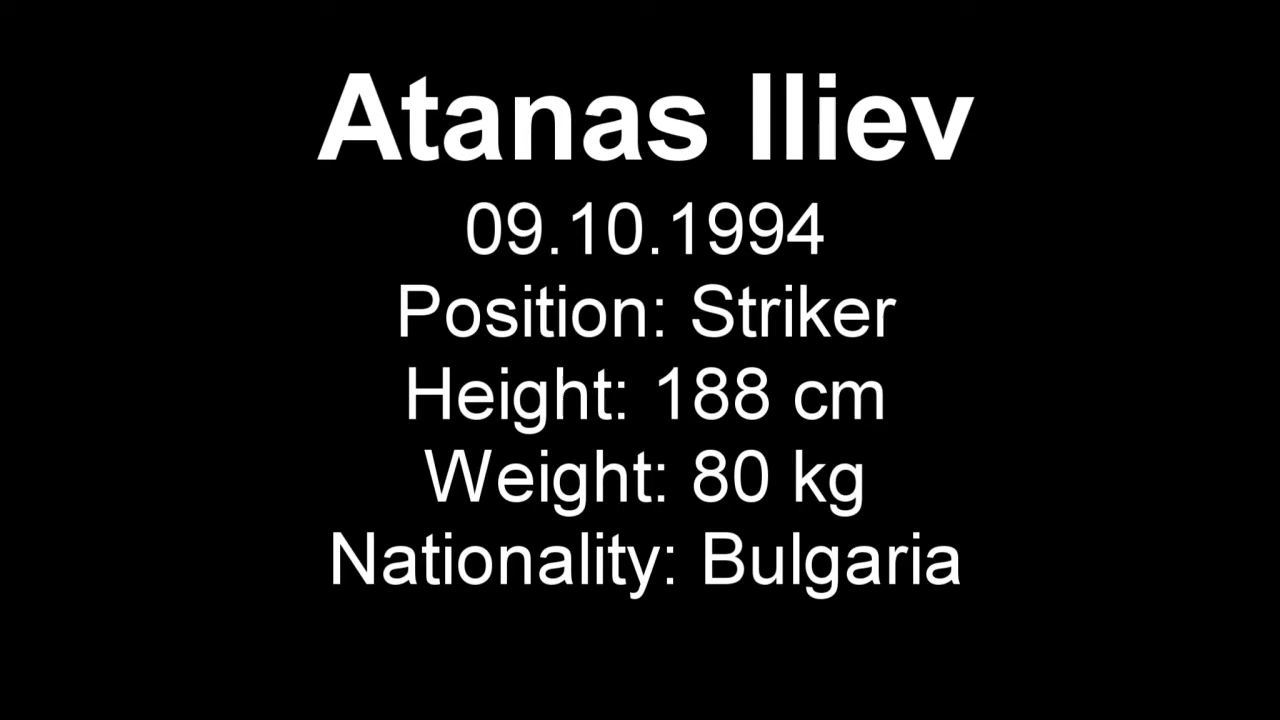 Atanas Iliev
09.10.1994
Position: Striker
Height: 188 cm
Weight: 80 kg
Nationality: Bulgaria